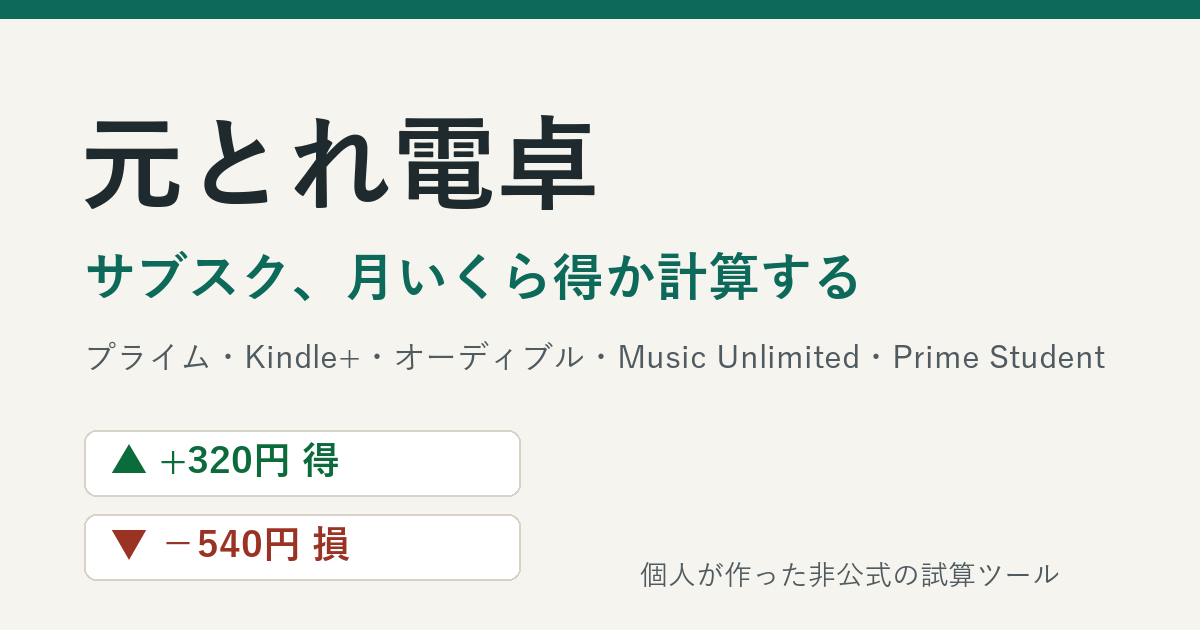 元とれ電卓
サブスク、月いくら得か計算する
プライム・Kindle+・オーディブル・Music Unlimited・Prime Student
▲ +320円 得
▼ −540円 損
個人が作った非公式の試算ツール